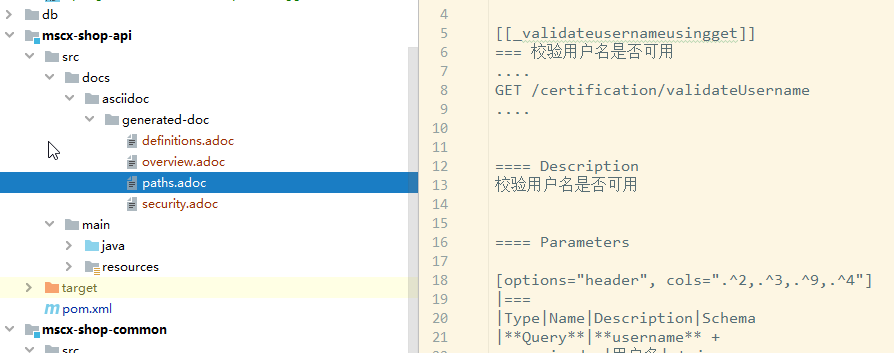 db
mscx-shop-api
src
docs
asciidoc
generated-doc
definitions.adoc
overview.adoc
paths.adoc
security.adoc
main
java
resources
target
pom.xml
mscx-shop-common
4
5 [[_validateusernameusingget]]
6 === 校验用户名是否可用
7 ....
8 GET /certification/validateUsername
9 ....
10
11
12 ==== Description
13 校验用户名是否可用
14
15
16 ==== Parameters
17
18 [options="header", cols=".^2,.^3,.^9,.^4"]
19 |===
20 |Type|Name|Description|Schema
21 |**Query**|**username** +